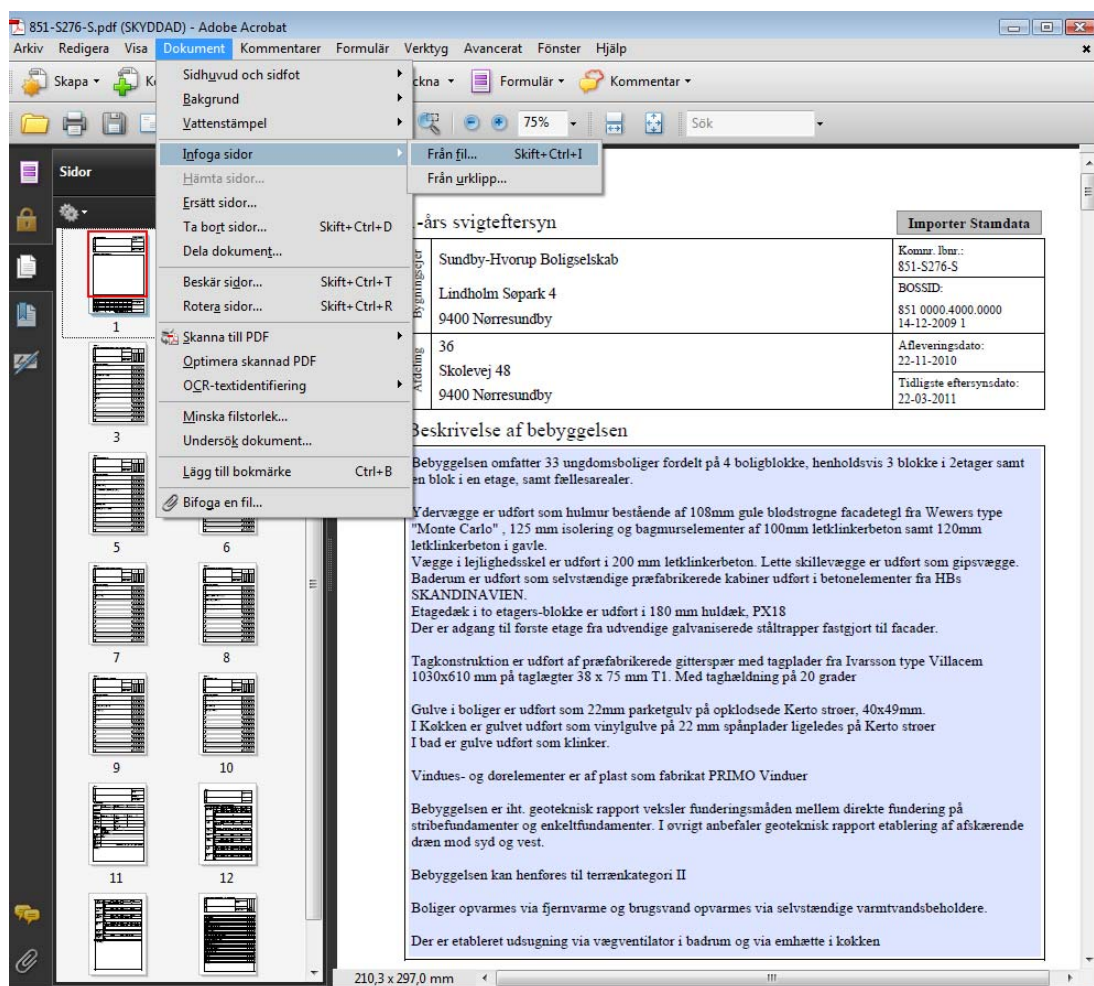 851-S276-S.pdf (SKYDDAD) - Adobe Acrobat
Arkiv Redigera Visa Dokument Kommentarer Formulär Verktyg Avancerat Fönster Hjälp
Skapa Formulär Kommentar
75% Sök
Sidhuvud och sidfot
Bakgrund
Vattenstämpel
Infoga sidor
Hämta sidor...
Ersätt sidor...
Ta bort sidor... Skift+Ctrl+D
Dela dokument...
Beskär sidor... Skift+Ctrl+T
Rotera sidor... Skift+Ctrl+R
Skanna till PDF
Optimera skannad PDF
OCR-textidentifiering
Minska filstorlek...
Undersök dokument...
Lägg till bokmärke Ctrl+B
Bifoga en fil...
Från fil... Skift+Ctrl+I
Från urklipp...
Sidor
1
3
5 6
7 8
9 10
11 12
-års svigteftersyn
Importer Stamdata
Bygningsejer
Sundby-Hvorup Boligselskab
Lindholm Søpark 4
9400 Nørresundby
Komnr. lbnr.:
851-S276-S
BOSSID:
851 0000.4000.0000
14-12-2009 1
Afdeling
36
Skolevej 48
9400 Nørresundby
Afleveringsdato:
22-11-2010
Tidligste eftersynsdato:
22-03-2011
Beskrivelse af bebyggelsen
Bebyggelsen omfatter 33 ungdomsboliger fordelt på 4 boligblokke, henholdsvis 3 blokke i 2etager samt
en blok i en etage, samt fællesarealer.
Ydervægge er udført som hulmur bestående af 108mm gule blødstrøgne facadetegl fra Wewers type
"Monte Carlo" , 125 mm isolering og bagmurselementer af 100mm letklinkerbeton samt 120mm
letklinkerbeton i gavle.
Vægge i lejlighedsskel er udført i 200 mm letklinkerbeton. Lette skillevægge er udført som gipsvægge.
Baderum er udført som selvstændige præfabrikerede kabiner udført i betonelementer fra HBs
SKANDINAVIEN.
Etagedæk i to etagers-blokke er udført i 180 mm huldæk, PX18
Der er adgang til første etage fra udvendige galvaniserede ståltrapper fastgjort til facader.
Tagkonstruktion er udført af præfabrikerede gitterspær med tagplader fra Ivarsson type Villacem
1030x610 mm på taglægter 38 x 75 mm T1. Med taghældning på 20 grader
Gulve i boliger er udført som 22mm parketgulv på opklodsede Kerto strøer, 40x49mm.
I Køkken er gulvet udført som vinylgulve på 22 mm spånplader ligeledes på Kerto strøer
I bad er gulve udført som klinker.
Vindues- og dørelementer er af plast som fabrikat PRIMO Vinduer
Bebyggelsen er iht. geoteknisk rapport veksler funderingsmåden mellem direkte fundering på
stribefundamenter og enkeltfundamenter. I øvrigt anbefaler geoteknisk rapport etablering af afskærende
dræn mod syd og vest.
Bebyggelsen kan henføres til terrænkategori II
Boliger opvarmes via fjernvarme og brugsvand opvarmes via selvstændige varmtvandsbeholdere.
Der er etableret udsugning via vægventilator i badrum og via emhætte i køkken
210,3 x 297,0 mm